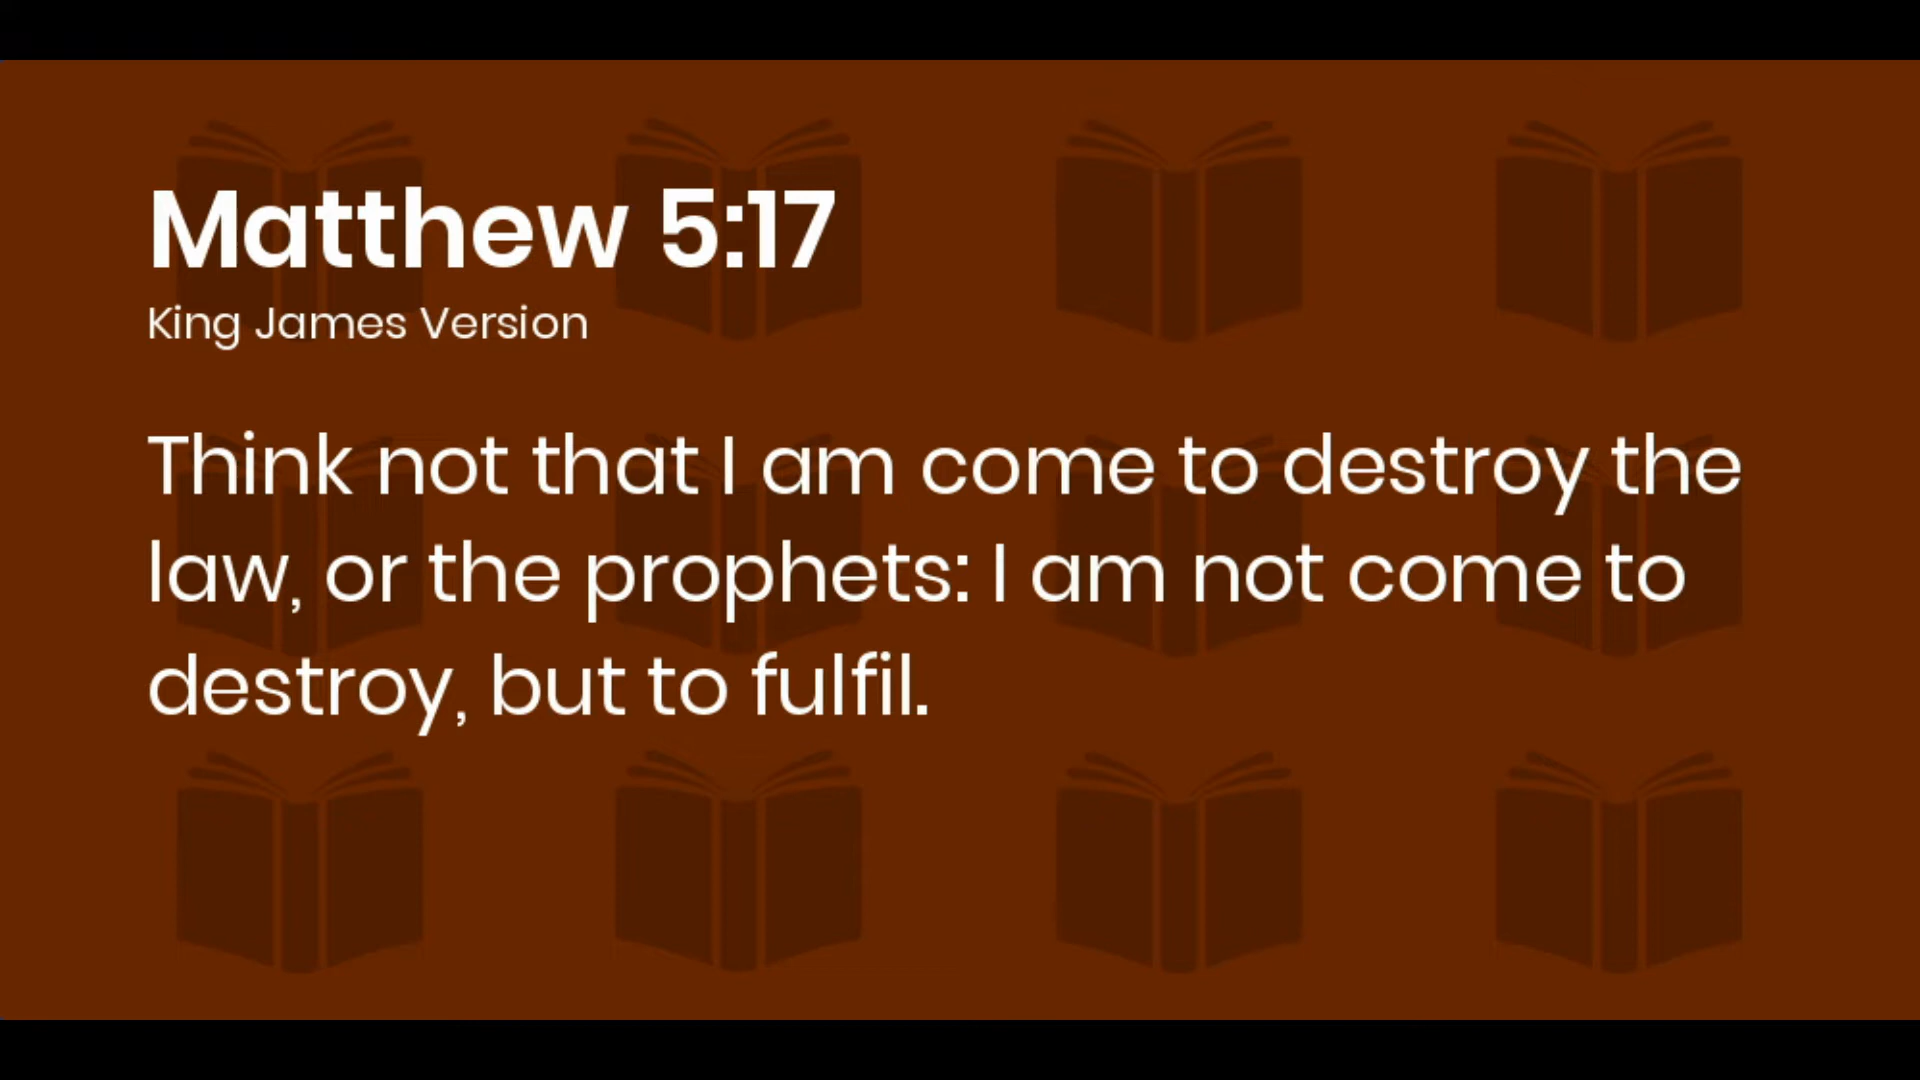 Matthew 5:17
King James Version
Think not that I am come to destroy the
law, or the prophets: I am not come to
destroy, but to fulfil.